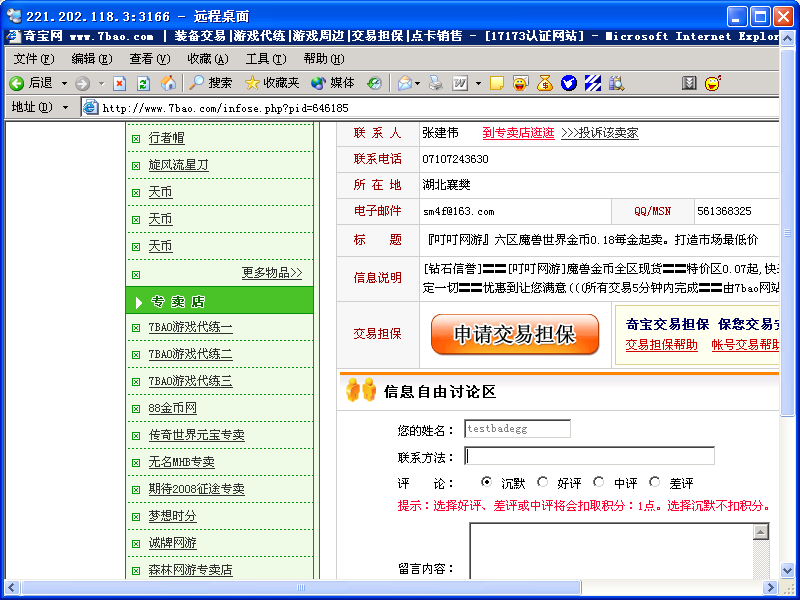 221.202.118.3:3166 - 远程桌面
奇宝网 www.7bao.com | 装备交易|游戏代练|游戏周边|交易担保|点卡销售 - [17173认证网站] - Microsoft Internet Explor
文件(F) 编辑(E) 查看(V) 收藏(A) 工具(T) 帮助(H)
后退 搜索 收藏夹 媒体
地址(D) http://www.7bao.com/infose.php?pid=646185
行者帽
旋风流星刀
天币
天币
天币
更多物品>>
专 卖 店
7BAO游戏代练一
7BAO游戏代练二
7BAO游戏代练三
88金币网
传奇世界元宝专卖
无名MHB专卖
期待2008征途专卖
梦想时分
诚牌网游
森林网游专卖店
联 系 人 张建伟 到专卖店逛逛 >>>投诉该卖家
联系电话 07107243630
所 在 地 湖北襄樊
电子邮件 sm4f@163.com QQ/MSN 561368325
标 题 『叮叮网游』六区魔兽世界金币0.18每金起卖。打造市场最低价
信息说明 [钻石信誉]〓〓[叮叮网游]魔兽金币全区现货〓〓特价区0.07起,快
定一切〓〓优惠到让您满意(((所有交易5分钟内完成〓〓由7bao网站
交易担保 申请交易担保 奇宝交易担保 保您交易安
交易担保帮助 帐号交易帮助
信息自由讨论区
您的姓名： testbadegg
联系方法：
评 论： 沉默 好评 中评 差评
提示：选择好评、差评或中评将会扣取积分：1点。选择沉默不扣积分。
留言内容：